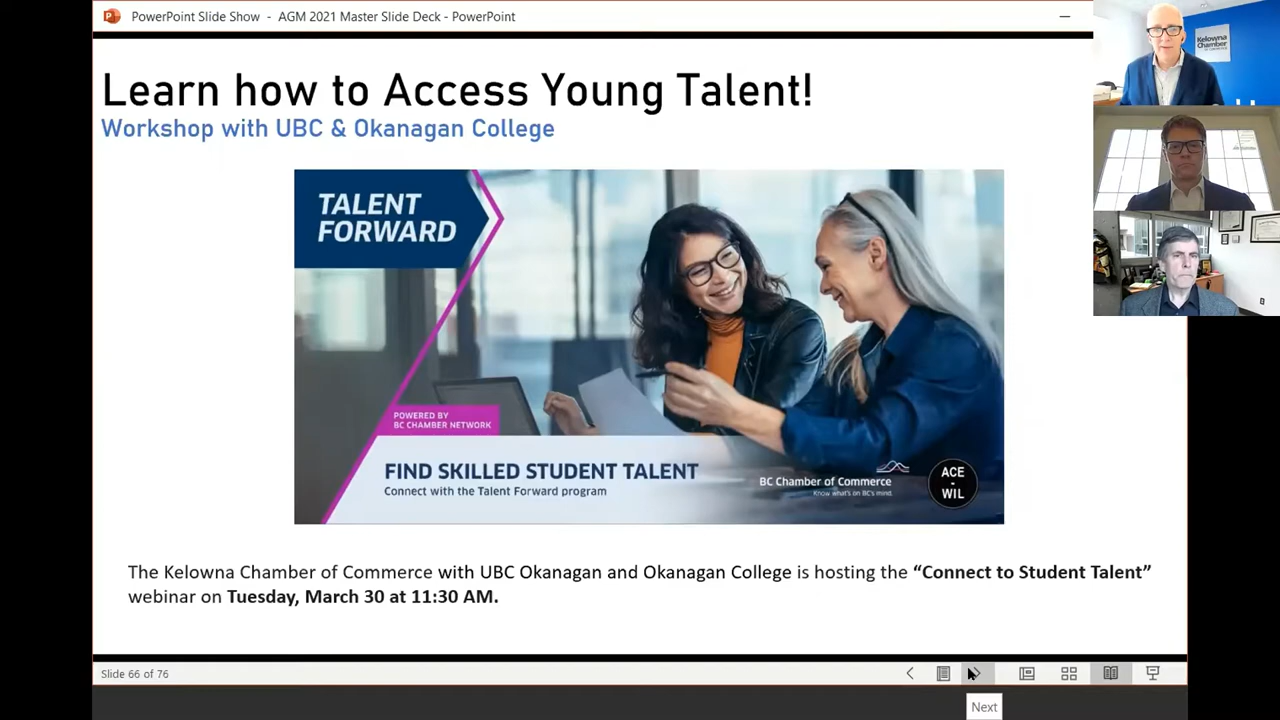 PowerPoint Slide Show - AGM 2021 Master Slide Deck - PowerPoint
Kelowna
Chamber
Learn how to Access Young Talent!
Workshop with UBC & Okanagan College
TALENT
FORWARD
POWERED BY
BC CHAMBER NETWORK
FIND SKILLED STUDENT TALENT
Connect with the Talent Forward program
BC Chamber of Commerce
Know what's on BC's mind.
ACE
-
WIL
The Kelowna Chamber of Commerce with UBC Okanagan and Okanagan College is hosting the “Connect to Student Talent”
webinar on Tuesday, March 30 at 11:30 AM.
Slide 66 of 76
Next